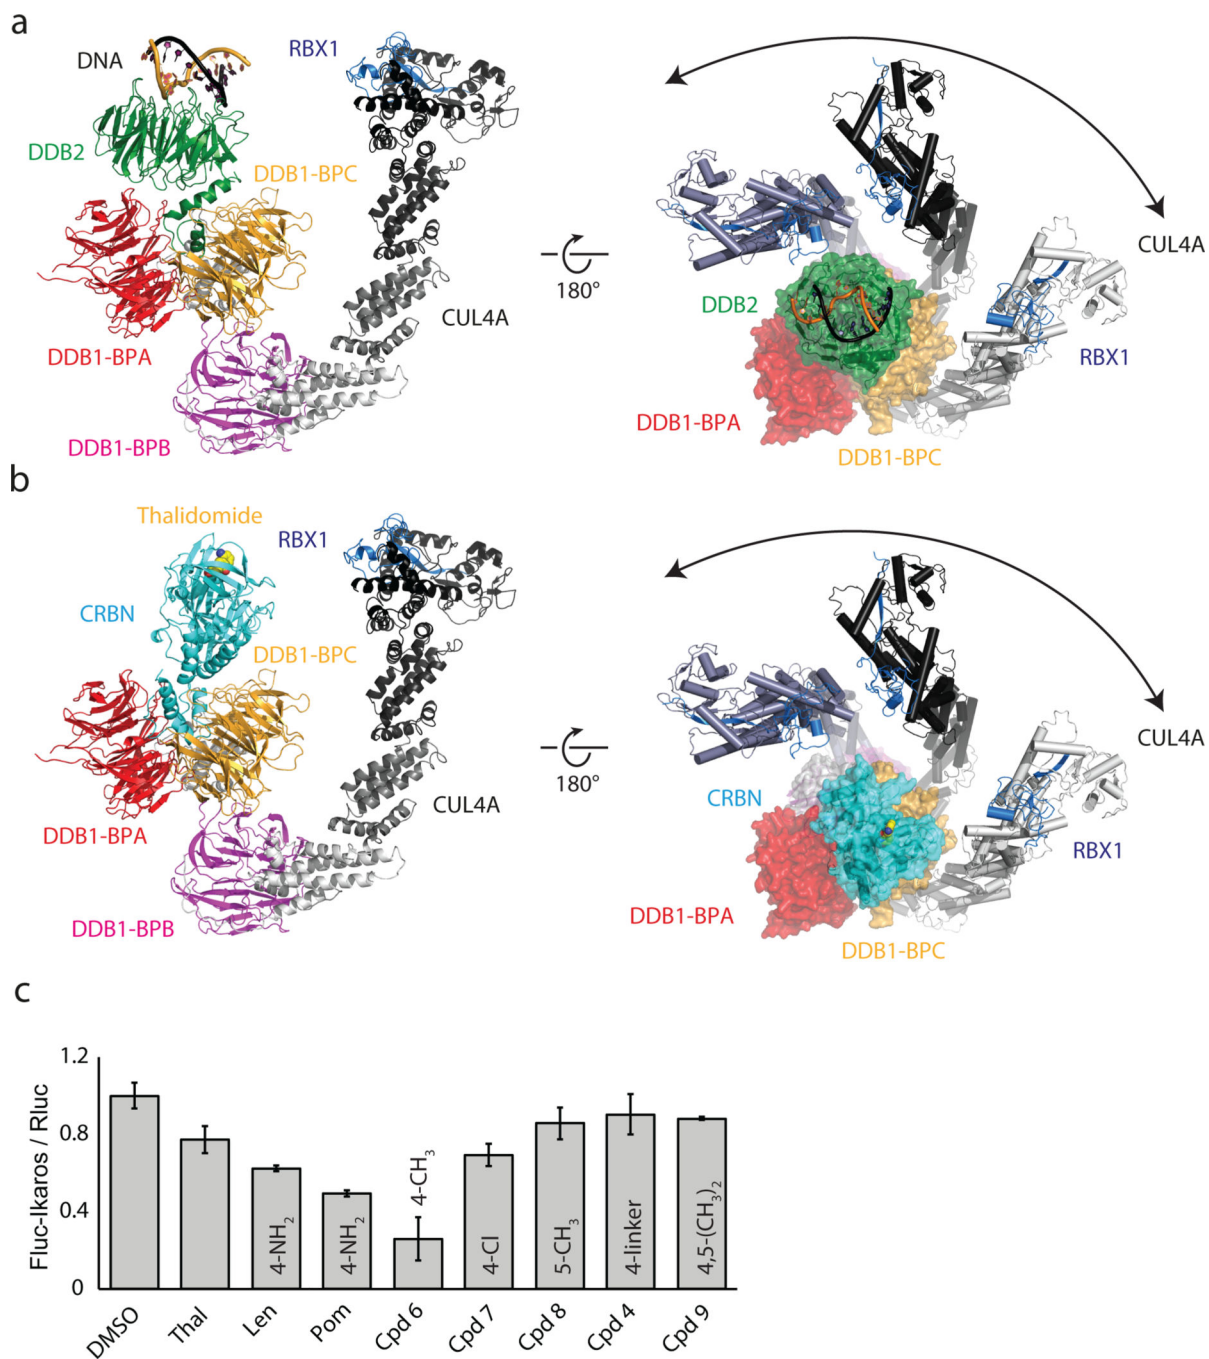 a
DNA
RBX1
DDB2
DDB1-BPC
CUL4A
DDB1-BPA
DDB1-BPB
180°
CUL4A
DDB2
RBX1
DDB1-BPA
DDB1-BPC
b
Thalidomide
RBX1
CRBN
DDB1-BPC
CUL4A
DDB1-BPA
DDB1-BPB
180°
CUL4A
CRBN
RBX1
DDB1-BPA
DDB1-BPC
c
Fluc-Ikaros / Rluc
1.2
0.8
0.4
0
4-NH₂
4-NH₂
4-CH₃
4-Cl
5-CH₃
4-linker
4,5-(CH₃)₂
DMSO
Thal
Len
Pom
Cpd 6
Cpd 7
Cpd 8
Cpd 4
Cpd 9